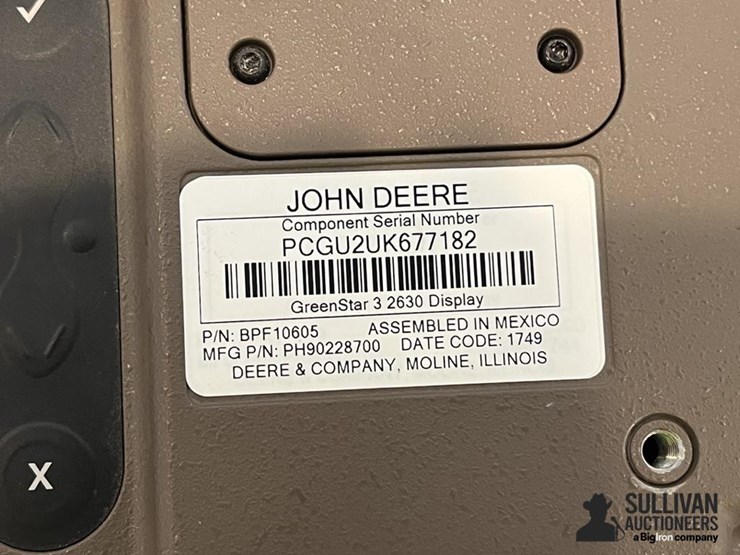 JOHN DEERE
Component Serial Number
PCGU2UK677182
GreenStar 3 2630 Display
P/N: BPF10605 ASSEMBLED IN MEXICO
MFG P/N: PH90228700 DATE CODE: 1749
DEERE & COMPANY, MOLINE, ILLINOIS
X
SULLIVAN
AUCTIONEERS
a BigIron company